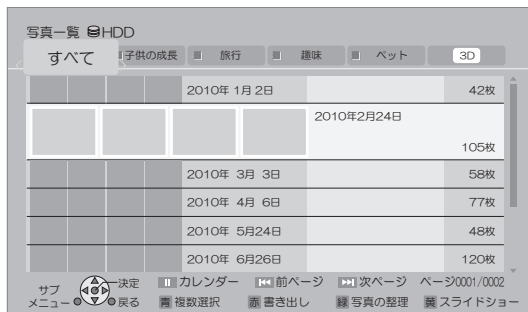 写真一覧 HDD
すべて 子供の成長 旅行 趣味 ペット 3D
2010年 1月 2日 42枚
2010年2月24日
105枚
2010年 3月 3日 58枚
2010年 4月 6日 77枚
2010年 5月24日 48枚
2010年 6月26日 120枚
サブメニュー 決定 戻る カレンダー 前ページ 次ページ ページ0001/0002
青 複数選択 赤 書き出し 緑 写真の整理 黄 スライドショー